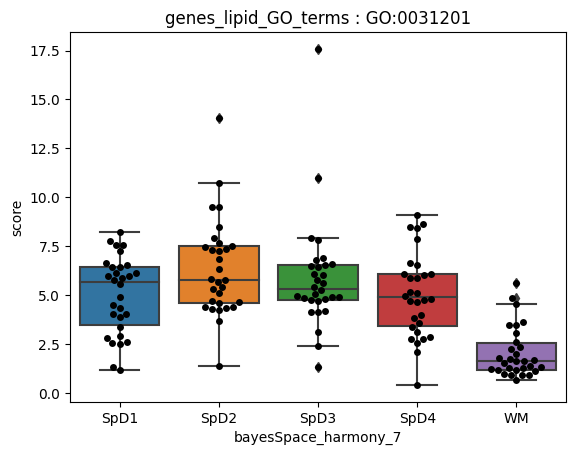 genes_lipid_GO_terms : GO:0031201
17.5
15.0
12.5
10.0
7.5
5.0
2.5
0.0
score
SpD1 SpD2 SpD3 SpD4 WM
bayesSpace_harmony_7